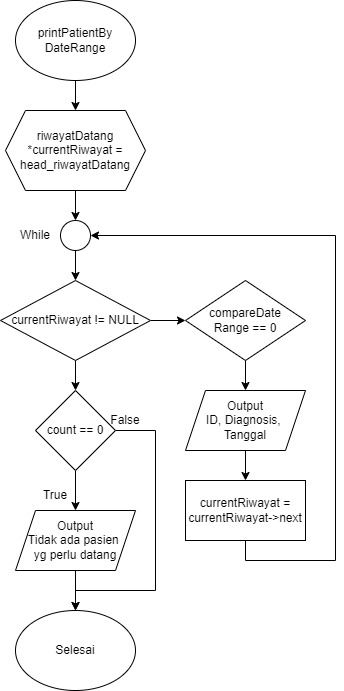 printPatientBy
DateRange
riwayatDatang
*currentRiwayat =
head_riwayatDatang
While
currentRiwayat != NULL
compareDate
Range == 0
Output
ID, Diagnosis,
Tanggal
currentRiwayat =
currentRiwayat->next
count == 0
False
True
Output
Tidak ada pasien
yg perlu datang
Selesai